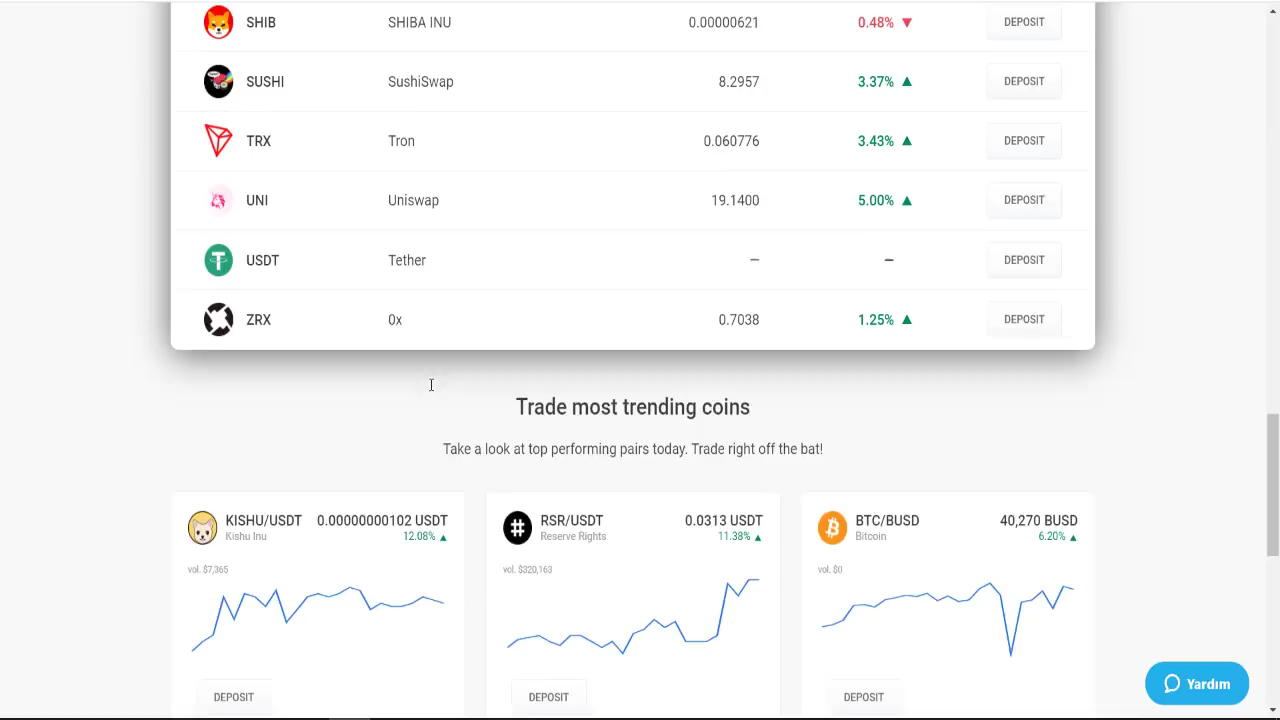 SHIB SHIBA INU 0.00000621 0.48% ▼ DEPOSIT
SUSHI SushiSwap 8.2957 3.37% ▲ DEPOSIT
TRX Tron 0.060776 3.43% ▲ DEPOSIT
UNI Uniswap 19.1400 5.00% ▲ DEPOSIT
USDT Tether – – DEPOSIT
ZRX 0x 0.7038 1.25% ▲ DEPOSIT
Trade most trending coins
Take a look at top performing pairs today. Trade right off the bat!
KISHU/USDT 0.00000000102 USDT
Kishu Inu 12.08% ▲
vol. $7,365
DEPOSIT
RSR/USDT 0.0313 USDT
Reserve Rights 11.38% ▲
vol. $320,163
DEPOSIT
BTC/BUSD 40,270 BUSD
Bitcoin 6.20% ▲
vol. $0
DEPOSIT
Yardım